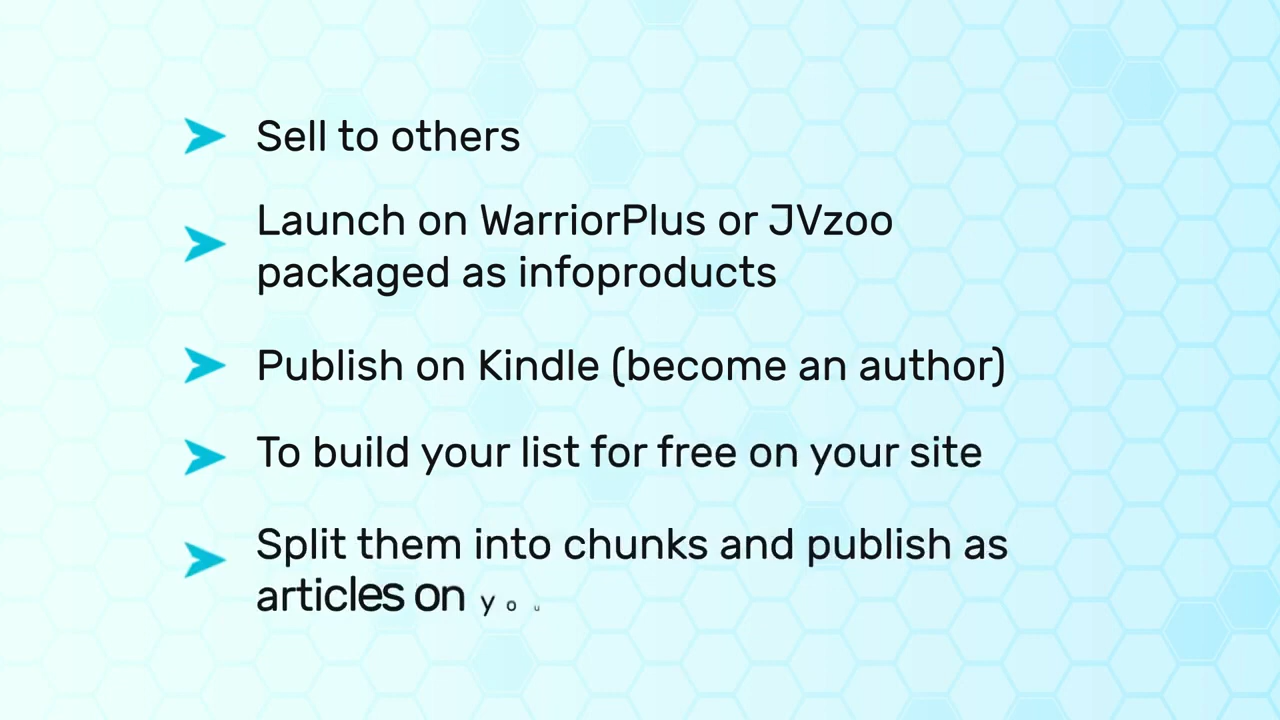 Sell to others
Launch on WarriorPlus or JVzoo
packaged as infoproducts
Publish on Kindle (become an author)
To build your list for free on your site
Split them into chunks and publish as
articles on you